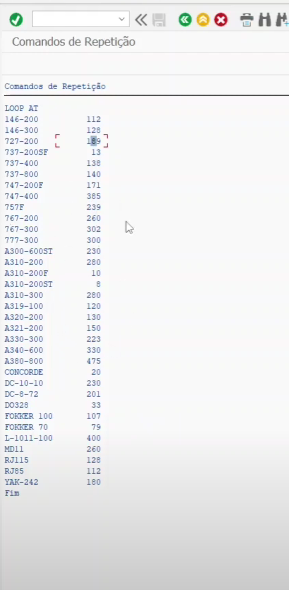 Comandos de Repetição
Comandos de Repetição
LOOP AT
146-200 112
146-300 128
727-200 189
737-200SF 13
737-400 138
737-800 140
747-200F 171
747-400 385
757F 239
767-200 260
767-300 302
777-300 300
A300-600ST 230
A310-200 280
A310-200F 10
A310-200ST 8
A310-300 280
A319-100 120
A320-200 130
A321-200 150
A330-300 223
A340-600 330
A380-800 475
CONCORDE 20
DC-10-10 230
DC-8-72 201
DO328 33
FOKKER 100 107
FOKKER 70 79
L-1011-100 400
MD11 260
RJ115 128
RJ85 112
YAK-242 180
Fim